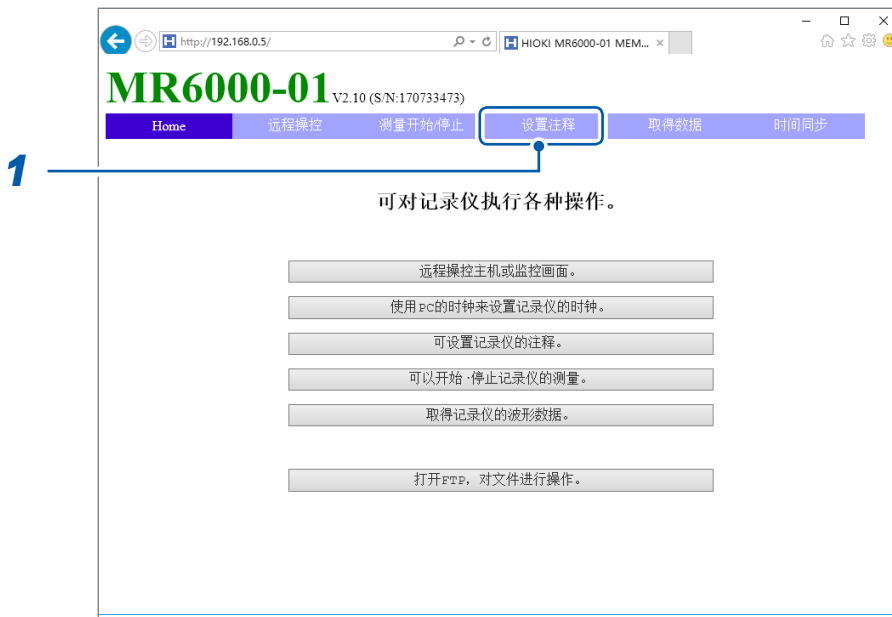 http://192.168.0.5/
HIOKI MR6000-01 MEM... ×
MR6000-01 V2.10 (S/N:170733473)
Home 远程操控 测量开始/停止 设置注释 取得数据 时间同步
1
可对记录仪执行各种操作。
远程操控主机或监控画面。
使用PC的时钟来设置记录仪的时钟。
可设置记录仪的注释。
可以开始·停止记录仪的测量。
取得记录仪的波形数据。
打开FTP，对文件进行操作。